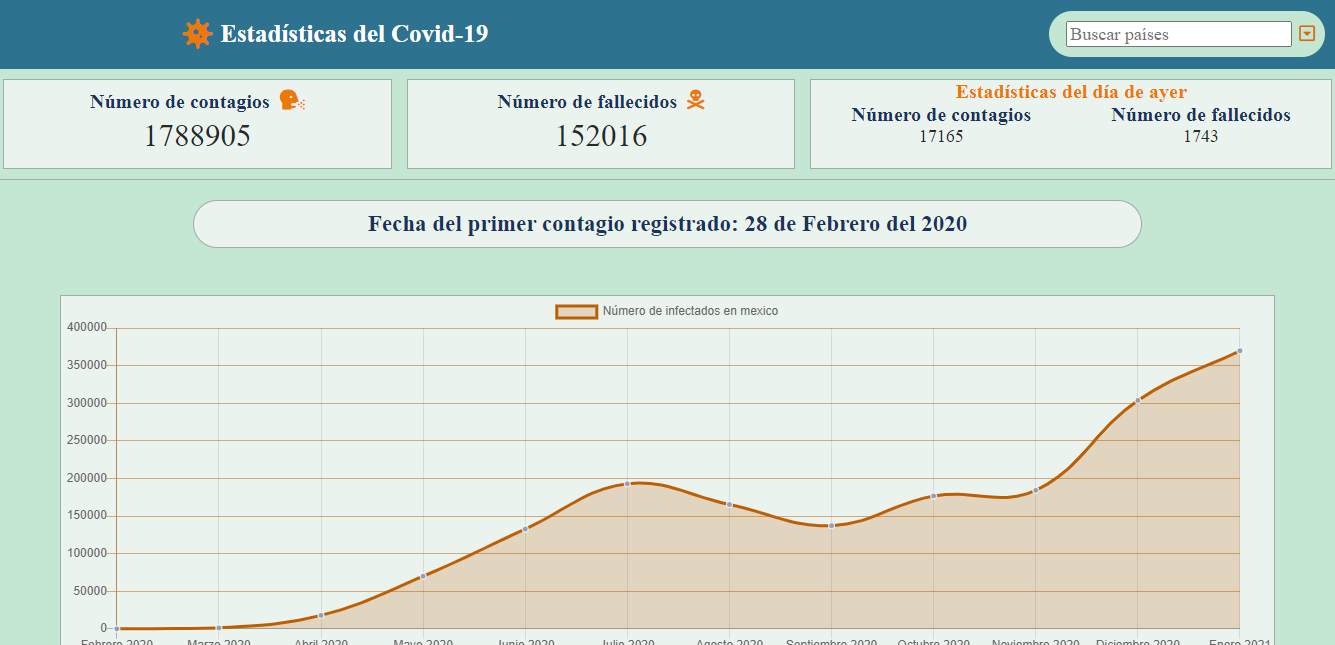 Estadísticas del Covid-19
Buscar países
Número de contagios
1788905
Número de fallecidos
152016
Estadísticas del día de ayer
Número de contagios
17165
Número de fallecidos
1743
Fecha del primer contagio registrado: 28 de Febrero del 2020
Número de infectados en mexico
400000
350000
300000
250000
200000
150000
100000
50000
0
Febrero 2020 Marzo 2020 Abril 2020 Mayo 2020 Junio 2020 Julio 2020 Agosto 2020 Septiembre 2020 Octubre 2020 Noviembre 2020 Diciembre 2020 Enero 2021